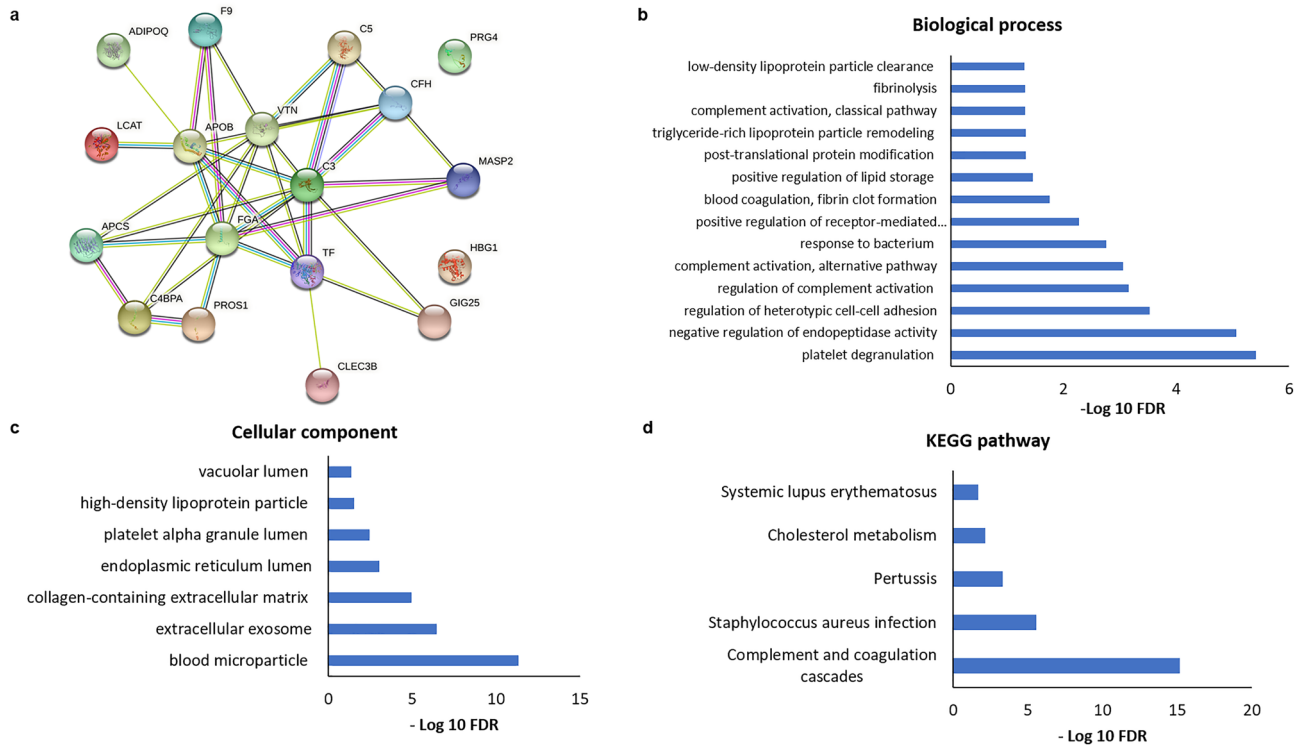 a
F9
ADIPOQ
C5
PRG4
CFH
VTN
LCAT
APOB
MASP2
C3
FGA
APCS
TF
HBG1
C4BPA
PROS1
GIG25
CLEC3B
b
Biological process
low-density lipoprotein particle clearance
fibrinolysis
complement activation, classical pathway
triglyceride-rich lipoprotein particle remodeling
post-translational protein modification
positive regulation of lipid storage
blood coagulation, fibrin clot formation
positive regulation of receptor-mediated...
response to bacterium
complement activation, alternative pathway
regulation of complement activation
regulation of heterotypic cell-cell adhesion
negative regulation of endopeptidase activity
platelet degranulation
0 2 4 6
-Log 10 FDR
c
Cellular component
vacuolar lumen
high-density lipoprotein particle
platelet alpha granule lumen
endoplasmic reticulum lumen
collagen-containing extracellular matrix
extracellular exosome
blood microparticle
0 5 10 15
- Log 10 FDR
d
KEGG pathway
Systemic lupus erythematosus
Cholesterol metabolism
Pertussis
Staphylococcus aureus infection
Complement and coagulation
cascades
0 5 10 15 20
- Log 10 FDR